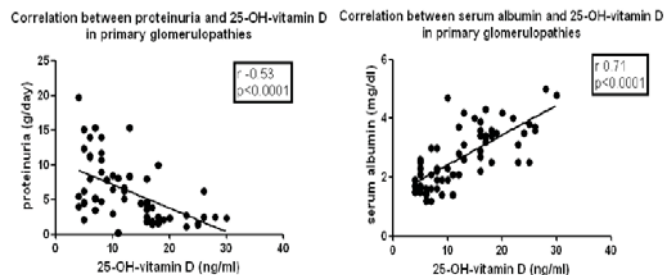 Correlation between proteinuria and 25-OH-vitamin D
in primary glomerulopathies
r -0.53
p<0.0001
proteinuria (g/day)
25
20
15
10
5
0
0
10
20
30
40
25-OH-vitamin D (ng/ml)
Correlation between serum albumin and 25-OH-vitamin D
in primary glomerulopathies
r 0.71
p<0.0001
serum albumin (mg/dl)
6
4
2
0
0
10
20
30
40
25-OH-vitamin D (ng/ml)